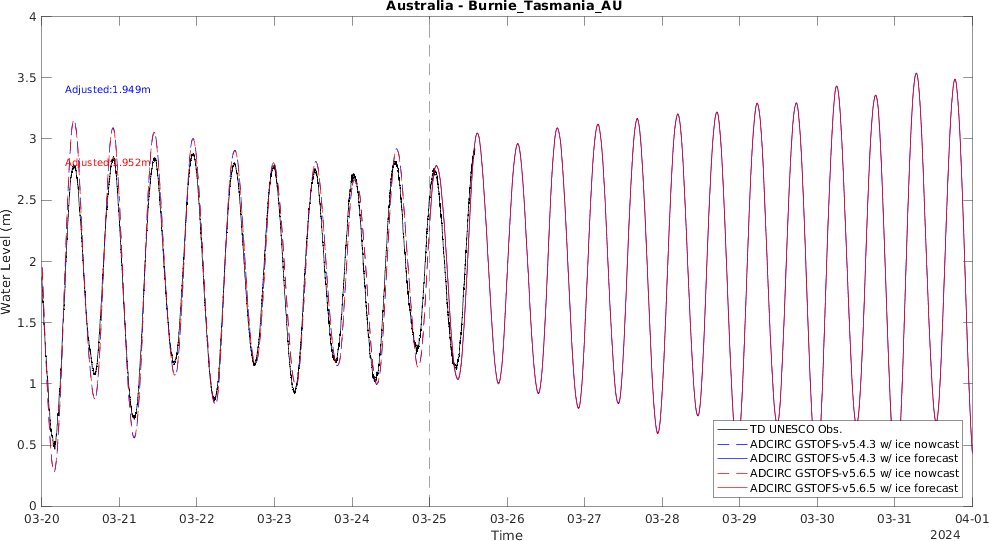 Australia - Burnie_Tasmania_AU
4
3.5
3
2.5
2
1.5
1
0.5
0
Water Level (m)
Adjusted:1.949m
Adjusted:1.952m
TD UNESCO Obs.
ADCIRC GSTOFS-v5.4.3 w/ ice nowcast
ADCIRC GSTOFS-v5.4.3 w/ ice forecast
ADCIRC GSTOFS-v5.6.5 w/ ice nowcast
ADCIRC GSTOFS-v5.6.5 w/ ice forecast
03-20 03-21 03-22 03-23 03-24 03-25 03-26 03-27 03-28 03-29 03-30 03-31 04-01
Time
2024